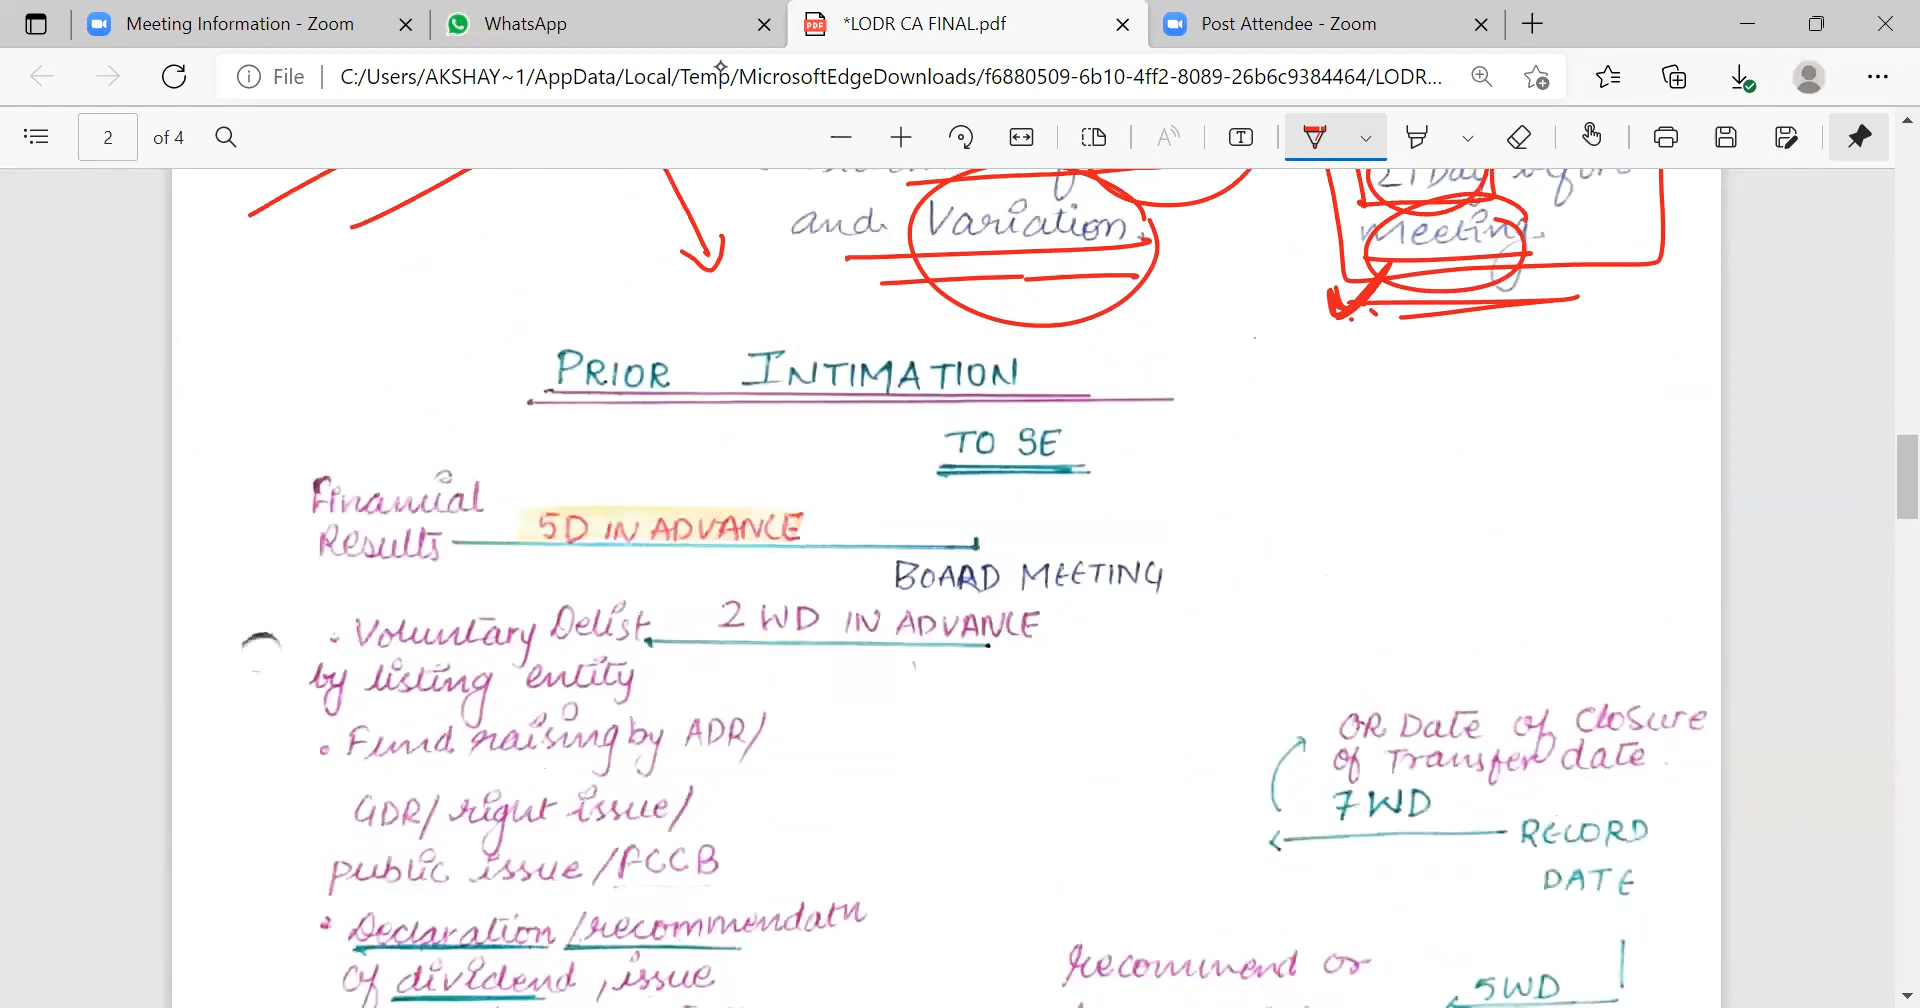 Meeting Information - Zoom
WhatsApp
*LODR CA FINAL.pdf
Post Attendee - Zoom
File
C:/Users/AKSHAY~1/AppData/Local/Temp/MicrosoftEdgeDownloads/f6880509-6b10-4ff2-8089-26b6c9384464/LODR...
2 of 4
and Variation.
21 Day
Meeting.
PRIOR INTIMATION
TO SE
Financial
Results
5D IN ADVANCE
BOARD MEETING
. Voluntary Delist
2 WD IN ADVANCE
by listing entity
. Fund raising by ADR/
GDR/ right issue/
public issue / FCCB
. Declaration /recommendatn
Of dividend, issue
OR Date of Closure
of Transfer date.
7 WD
RECORD
DATE
recommend or
5WD